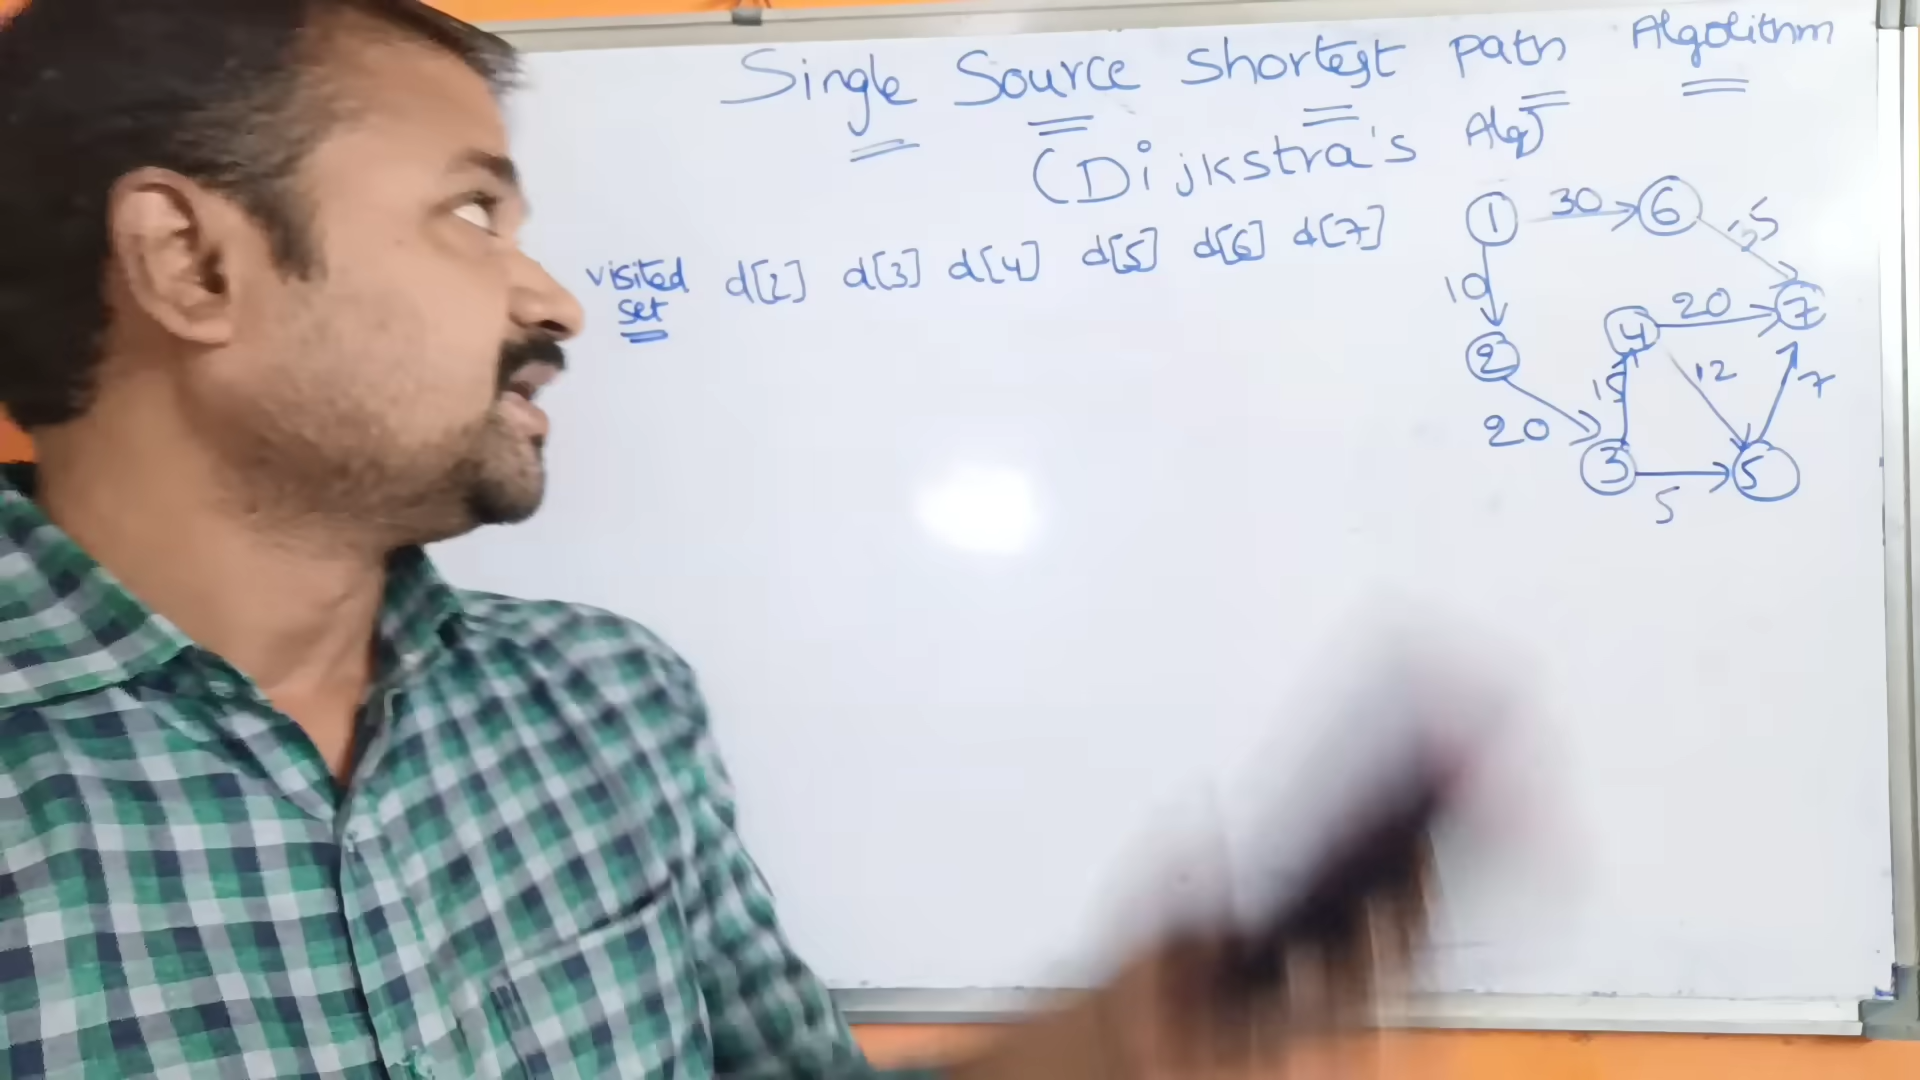 Single Source Shortest Path Algorithm
(Dijkstra's Alg)
visited set d[2] d[3] d[4] d[5] d[6] d[7]
1 30 6
10 7
2 4 20
15 12 7
20 3 5
5